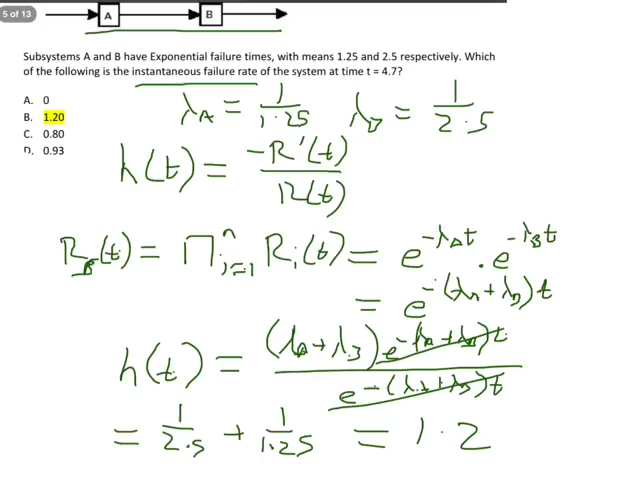 5 of 13
A B
Subsystems A and B have Exponential failure times, with means 1.25 and 2.5 respectively. Which
of the following is the instantaneous failure rate of the system at time t = 4.7?
λA = 1/1.25 λB = 1/2.5
A. 0
B. 1.20
C. 0.80
D. 0.93
h(t) = -R'(t)/R(t)
R(t) = Π i=1 n Ri(t) = e^-λAt . e^-λBt
= e^-(λA + λB)t
h(t) = (λA + λB) e^-(λA + λB)t / e^-(λA + λB)t
= 1/2.5 + 1/1.25 = 1.2